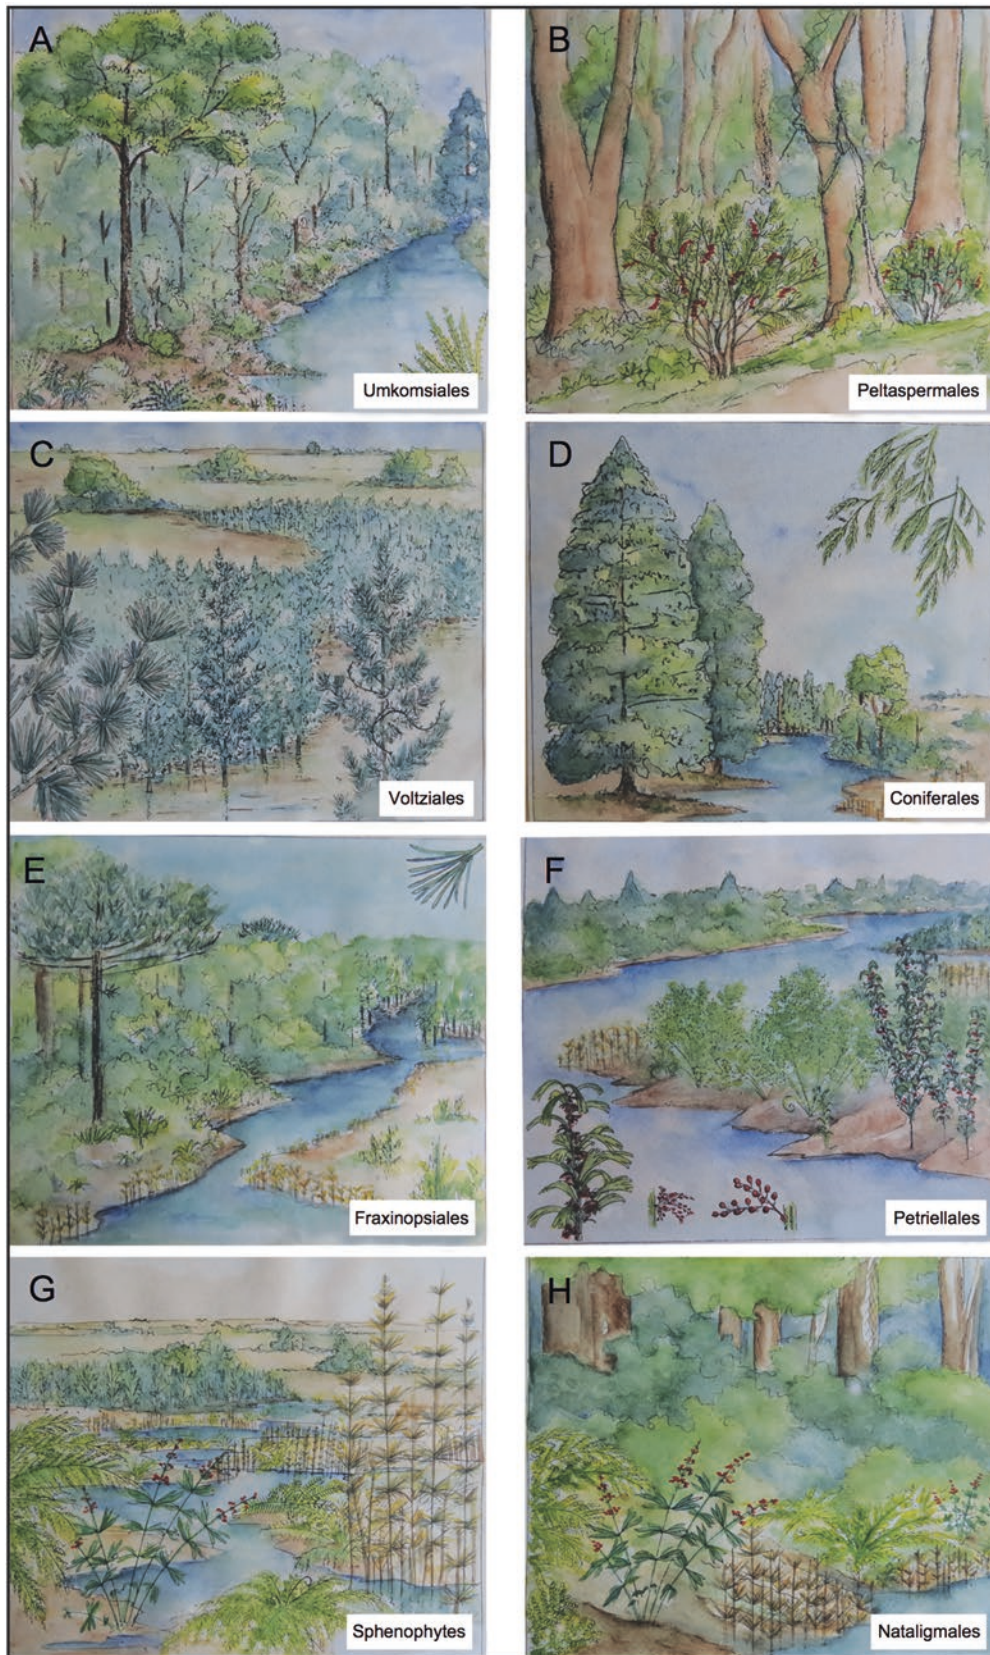 A
Umkomsiales
B
Peltaspermales
C
Voltziales
D
Coniferales
E
Fraxinopsiales
F
Petriellales
G
Sphenophytes
H
Nataligmales